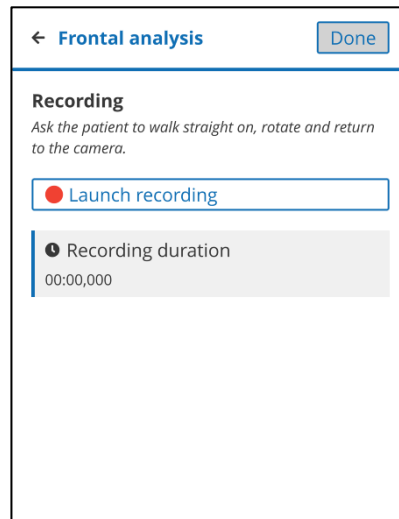 ← Frontal analysis
Done
Recording
Ask the patient to walk straight on, rotate and return
to the camera.
Launch recording
Recording duration
00:00,000